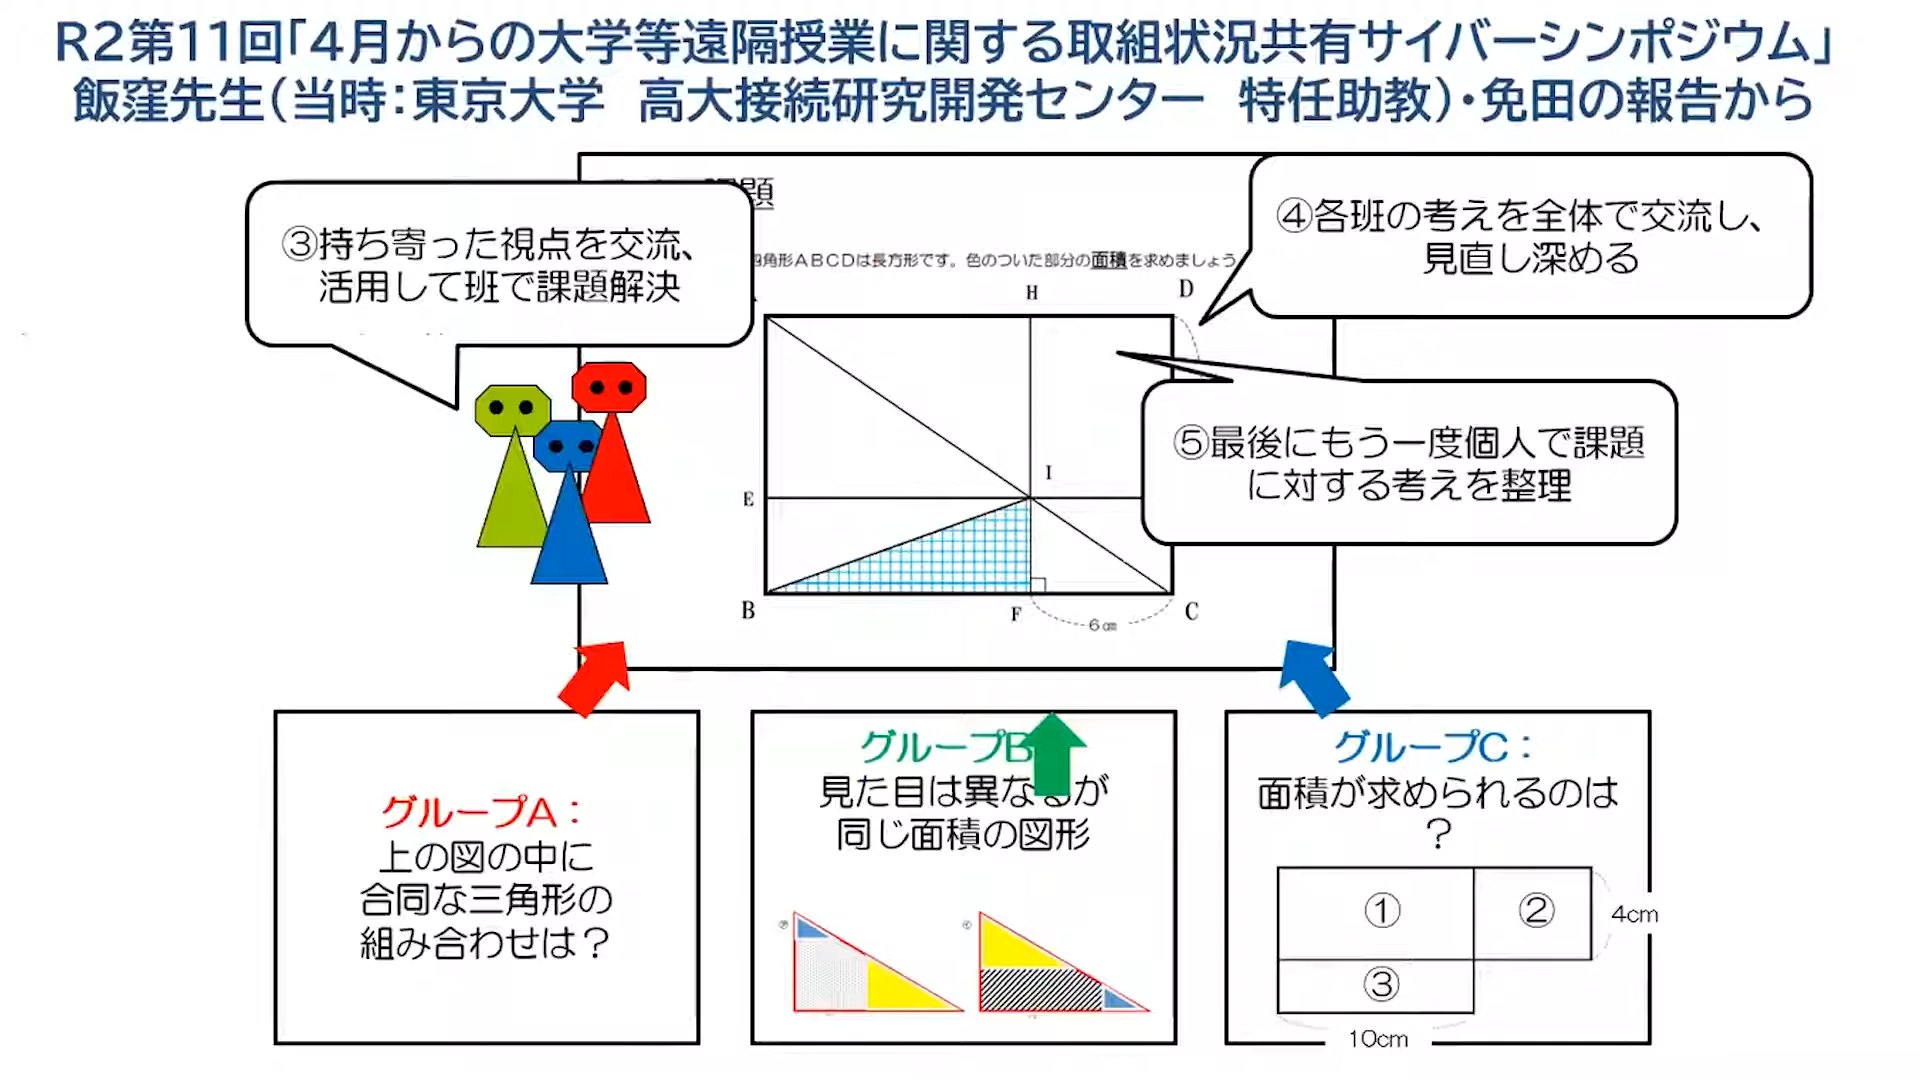 R2第11回「4月からの大学等遠隔授業に関する取組状況共有サイバーシンポジウム」
飯窪先生(当時:東京大学 高大接続研究開発センター 特任助教)・免田の報告から
③持ち寄った視点を交流、
活用して班で課題解決
題
④各班の考えを全体で交流し、
見直し深める
四角形ABCDは長方形です。色のついた部分の面積を求めましょう
H
D
⑤最後にもう一度個人で課題
に対する考えを整理
I
E
B
F
C
6㎝
グループA:
上の図の中に
合同な三角形の
組み合わせは?
グループB
見た目は異なるが
同じ面積の図形
グループC:
面積が求められるのは
?
①
②
4cm
③
10cm